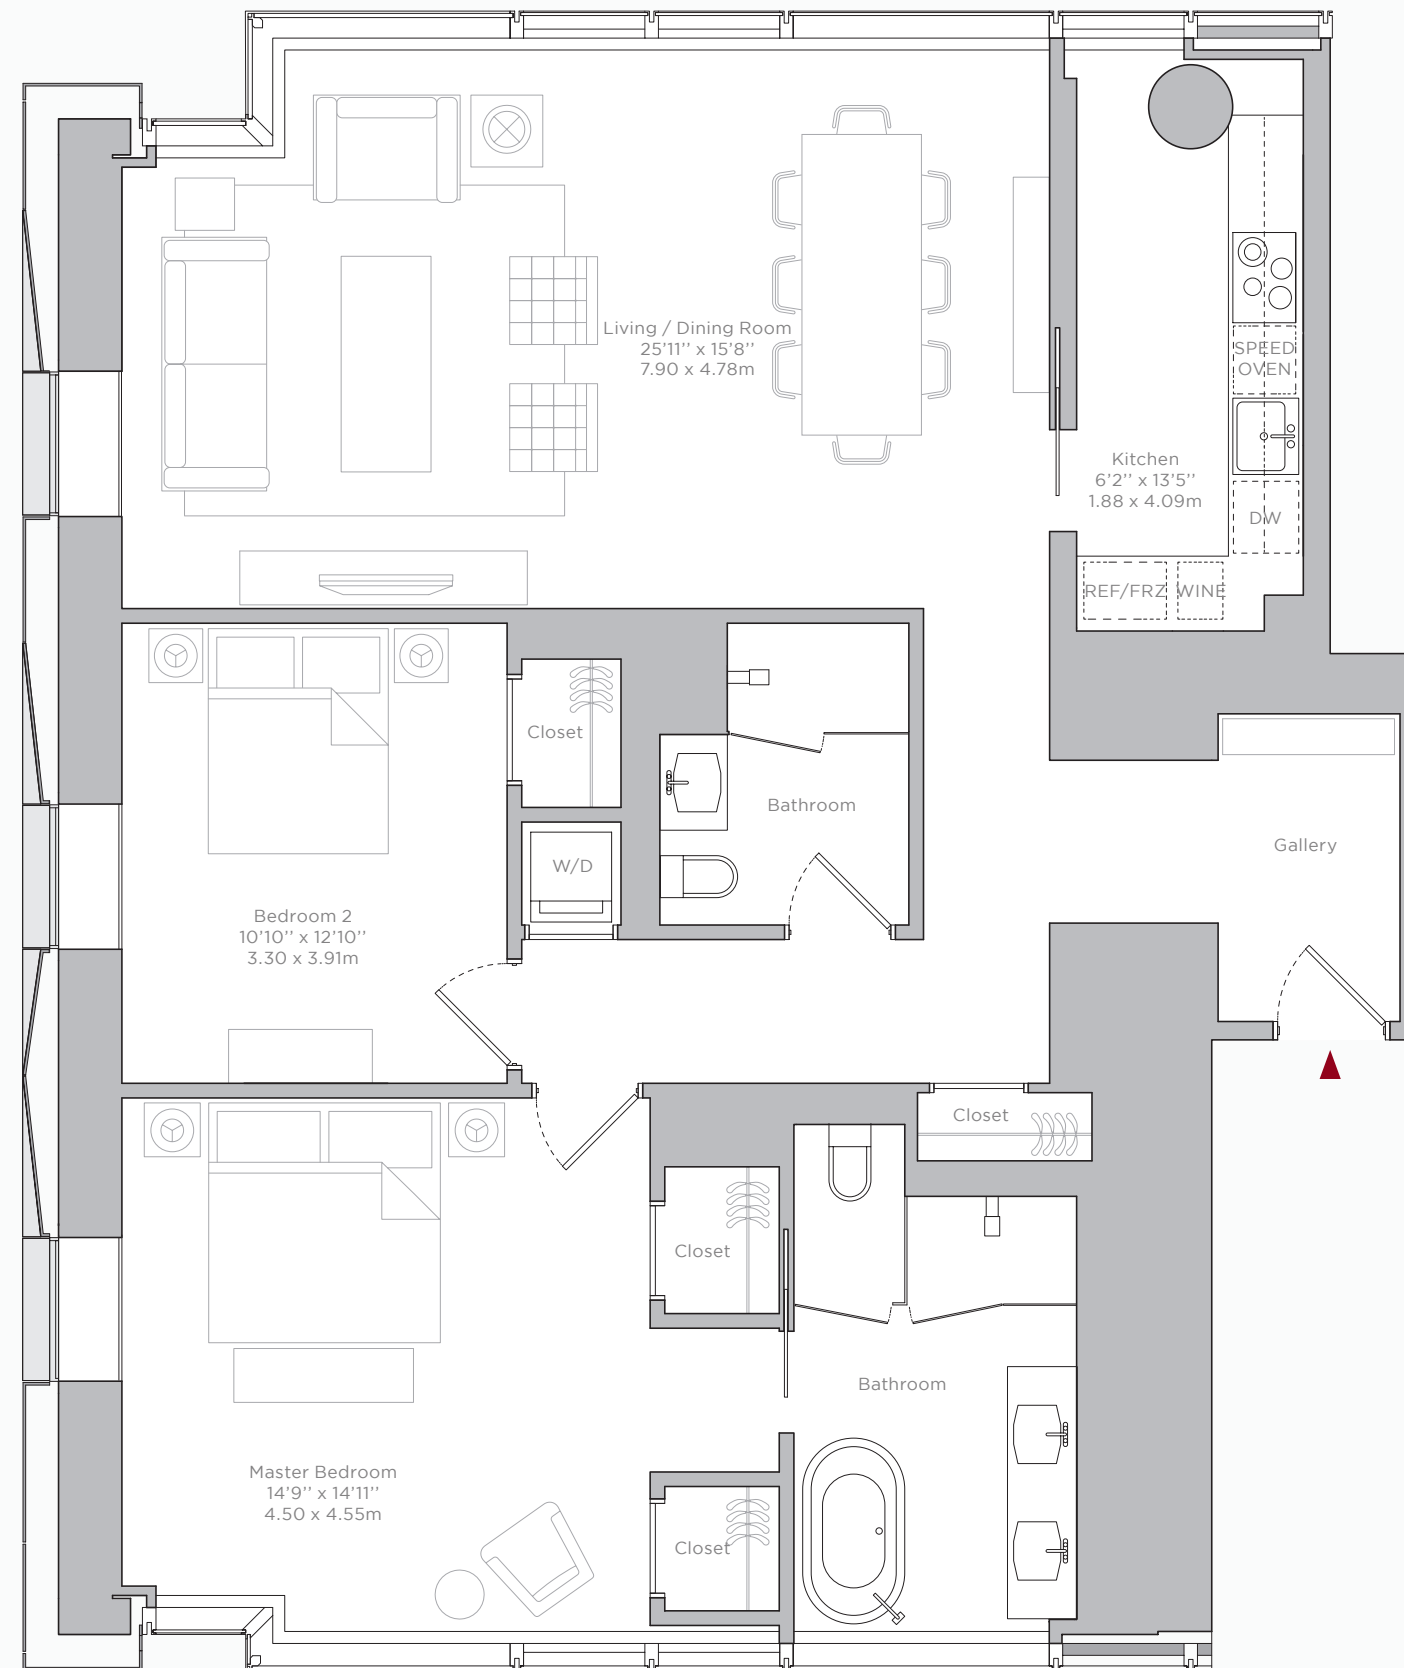 Living / Dining Room
25'11'' x 15'8''
7.90 x 4.78m
SPEED
OVEN
Kitchen
6'2'' x 13'5''
1.88 x 4.09m
DW
REF/FRZ
WINE
Closet
Bathroom
Gallery
W/D
Bedroom 2
10'10'' x 12'10''
3.30 x 3.91m
Closet
Closet
Bathroom
Master Bedroom
14'9'' x 14'11''
4.50 x 4.55m
Closet